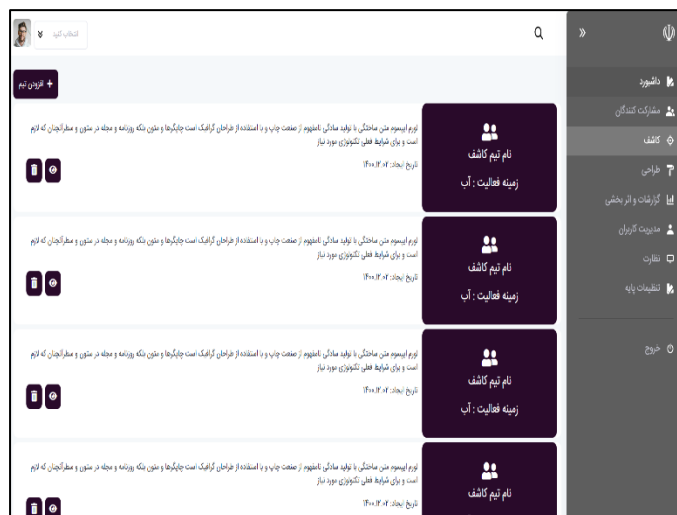 انتخاب کنید
داشبورد
مشارکت کنندگان
کاشف
طراحی
گزارشات و اثر بخشی
مدیریت کاربران
نظارت
تنظیمات پایه
خروج
+ افزودن تیم
نام تیم کاشف
زمینه فعالیت : آب
لورم ایپسوم متن ساختگی با تولید سادگی نامفهوم از صنعت چاپ و با استفاده از طراحان گرافیک است چاپگرها و متون بلکه روزنامه و مجله در ستون و سطرآنچنان که لازم
است و برای شرایط فعلی تکنولوژی مورد نیاز
تاریخ ایجاد: ۱۴۰۰.۱۲.۰۲
نام تیم کاشف
زمینه فعالیت : آب
لورم ایپسوم متن ساختگی با تولید سادگی نامفهوم از صنعت چاپ و با استفاده از طراحان گرافیک است چاپگرها و متون بلکه روزنامه و مجله در ستون و سطرآنچنان که لازم
است و برای شرایط فعلی تکنولوژی مورد نیاز
تاریخ ایجاد: ۱۴۰۰.۱۲.۰۲
نام تیم کاشف
زمینه فعالیت : آب
لورم ایپسوم متن ساختگی با تولید سادگی نامفهوم از صنعت چاپ و با استفاده از طراحان گرافیک است چاپگرها و متون بلکه روزنامه و مجله در ستون و سطرآنچنان که لازم
است و برای شرایط فعلی تکنولوژی مورد نیاز
تاریخ ایجاد: ۱۴۰۰.۱۲.۰۲
نام تیم کاشف
لورم ایپسوم متن ساختگی با تولید سادگی نامفهوم از صنعت چاپ و با استفاده از طراحان گرافیک است چاپگرها و متون بلکه روزنامه و مجله در ستون و سطرآنچنان که لازم
است و برای شرایط فعلی تکنولوژی مورد نیاز
تاریخ ایجاد: ۱۴۰۰.۱۲.۰۲